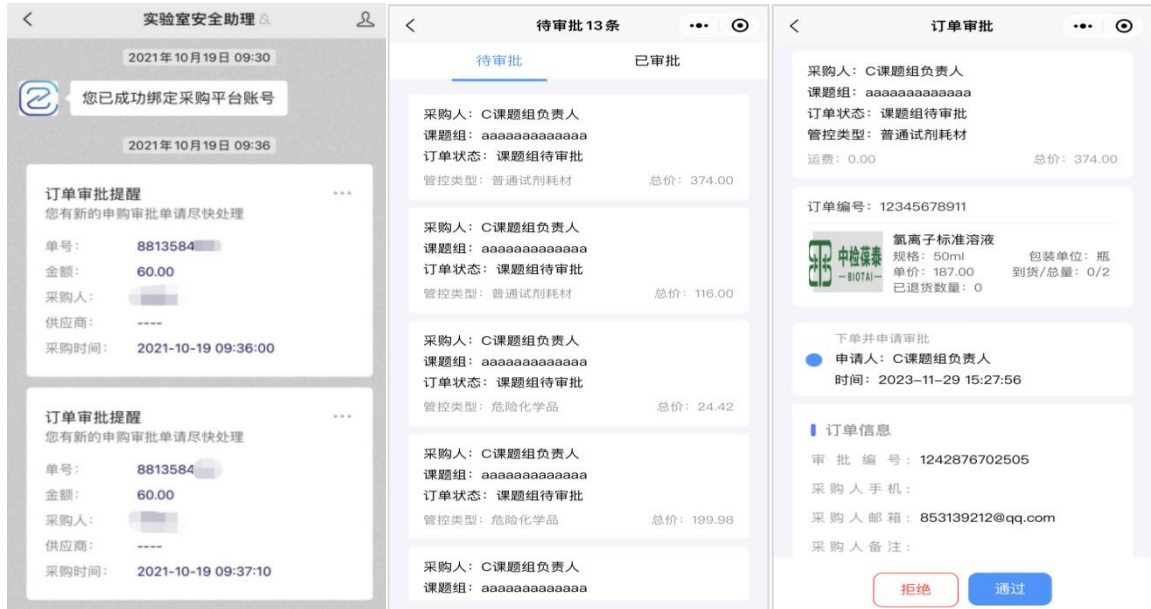 实验室安全助理
2021年10月19日 09:30
您已成功绑定采购平台账号
2021年10月19日 09:36
订单审批提醒
您有新的申购审批单请尽快处理
单号： 8813584
金额： 60.00
采购人：
供应商： ----
采购时间： 2021-10-19 09:36:00
订单审批提醒
您有新的申购审批单请尽快处理
单号： 8813584
金额： 60.00
采购人：
供应商： ----
采购时间： 2021-10-19 09:37:10
待审批13条
待审批 已审批
采购人：C课题组负责人
课题组：aaaaaaaaaaaaa
订单状态：课题组待审批
管控类型：普通试剂耗材 总价：374.00
采购人：C课题组负责人
课题组：aaaaaaaaaaaaa
订单状态：课题组待审批
管控类型：普通试剂耗材 总价：116.00
采购人：C课题组负责人
课题组：aaaaaaaaaaaaa
订单状态：课题组待审批
管控类型：危险化学品 总价：24.42
采购人：C课题组负责人
课题组：aaaaaaaaaaaaa
订单状态：课题组待审批
管控类型：危险化学品 总价：199.98
采购人：C课题组负责人
课题组：aaaaaaaaaaaaa
订单审批
采购人：C课题组负责人
课题组：aaaaaaaaaaaaa
订单状态：课题组待审批
管控类型：普通试剂耗材
运费：0.00 总价：374.00
订单编号：12345678911
中检葆泰
BIOTAI
氯离子标准溶液
规格：50ml 包装单位：瓶
单价：187.00 到货/总量：0/2
已退货数量：0
下单并申请审批
申请人：C课题组负责人
时间：2023-11-29 15:27:56
订单信息
审批编号：1242876702505
采购人手机：
采购人邮箱：853139212@qq.com
采购人备注：
拒绝 通过